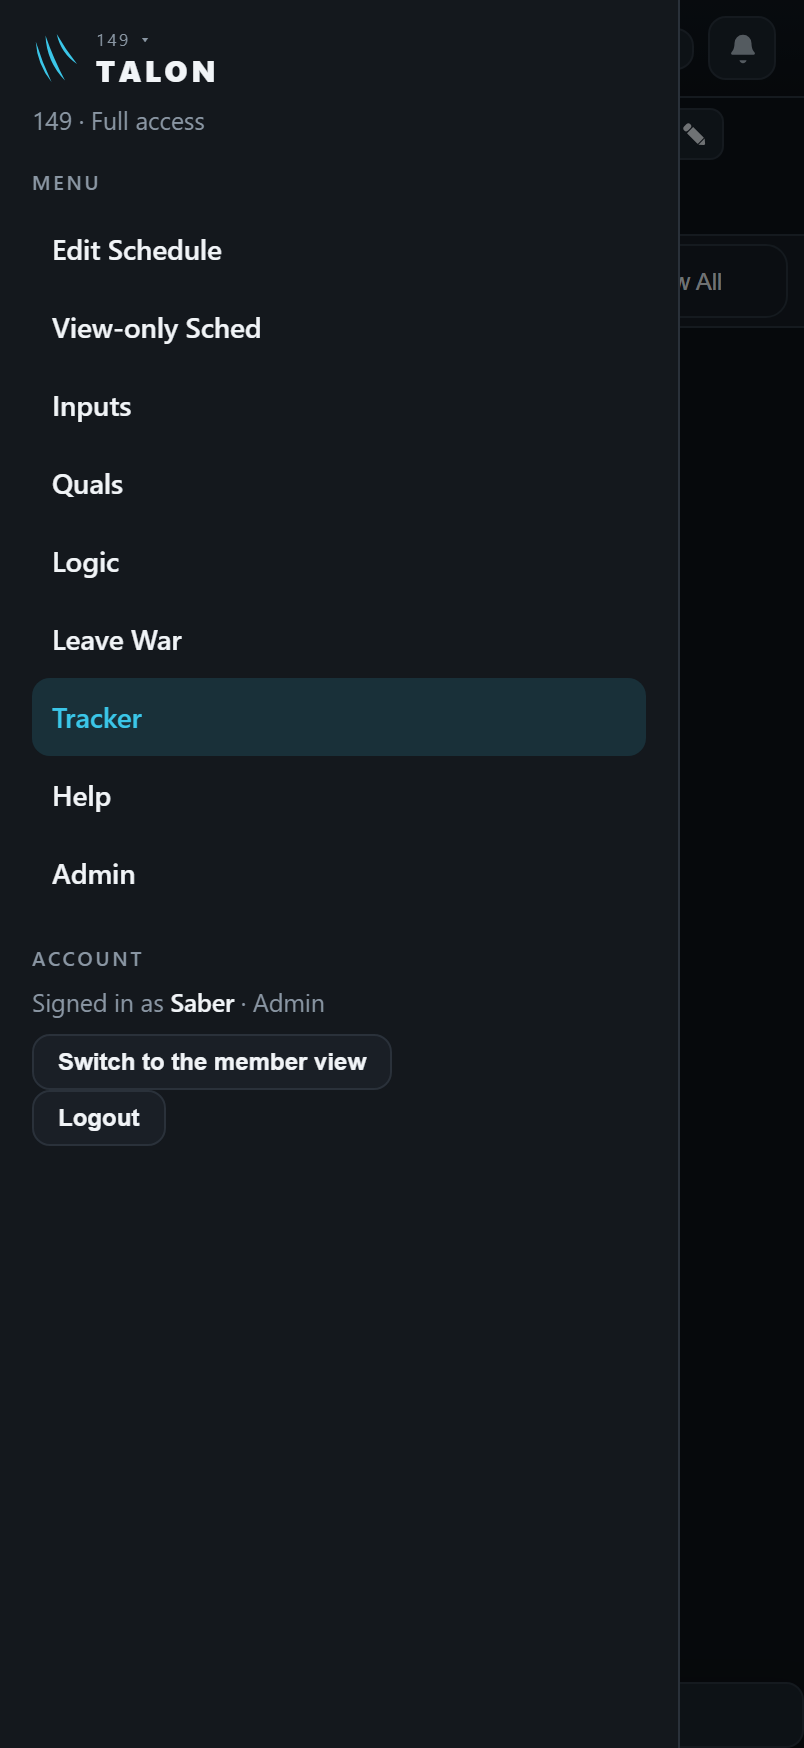 149 ▾
TALON
149 · Full access
MENU
Edit Schedule
View-only Sched
Inputs
Quals
Logic
Leave War
Tracker
Help
Admin
ACCOUNT
Signed in as Saber · Admin
Switch to the member view
Logout
All